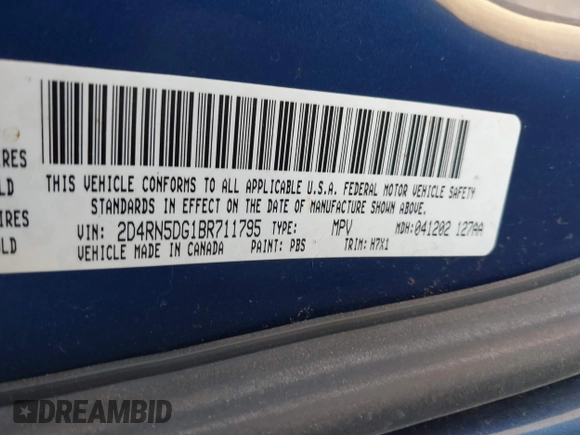 IRES
LD
THIS VEHICLE CONFORMS TO ALL APPLICABLE U.S.A. FEDERAL MOTOR VEHICLE SAFETY
IRES
STANDARDS IN EFFECT ON THE DATE OF MANUFACTURE SHOWN ABOVE.
LD
VIN: 2D4RN5DG1BR711795 TYPE: MPV MDH: 041202 127AA
VEHICLE MADE IN CANADA PAINT: PBS TRIM: H7X1
DREAMBID